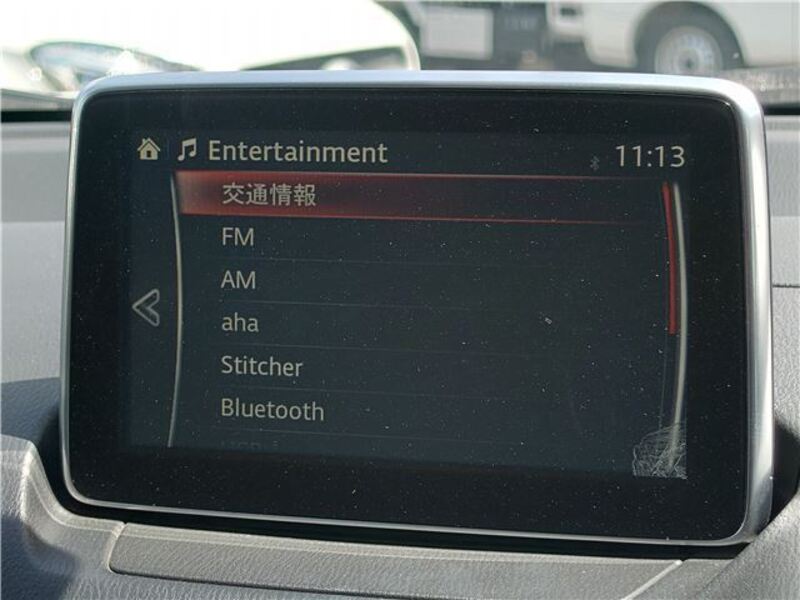 Entertainment 11:13
交通情報
FM
AM
aha
Stitcher
Bluetooth